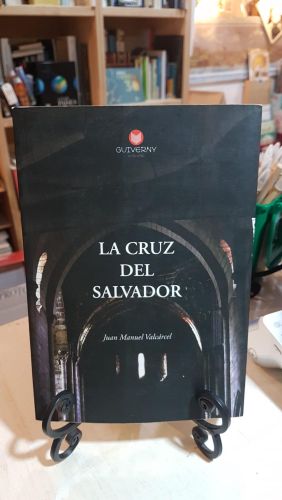 GUIVERNY
LA CRUZ
DEL
SALVADOR
Juan Manuel Valcárcel